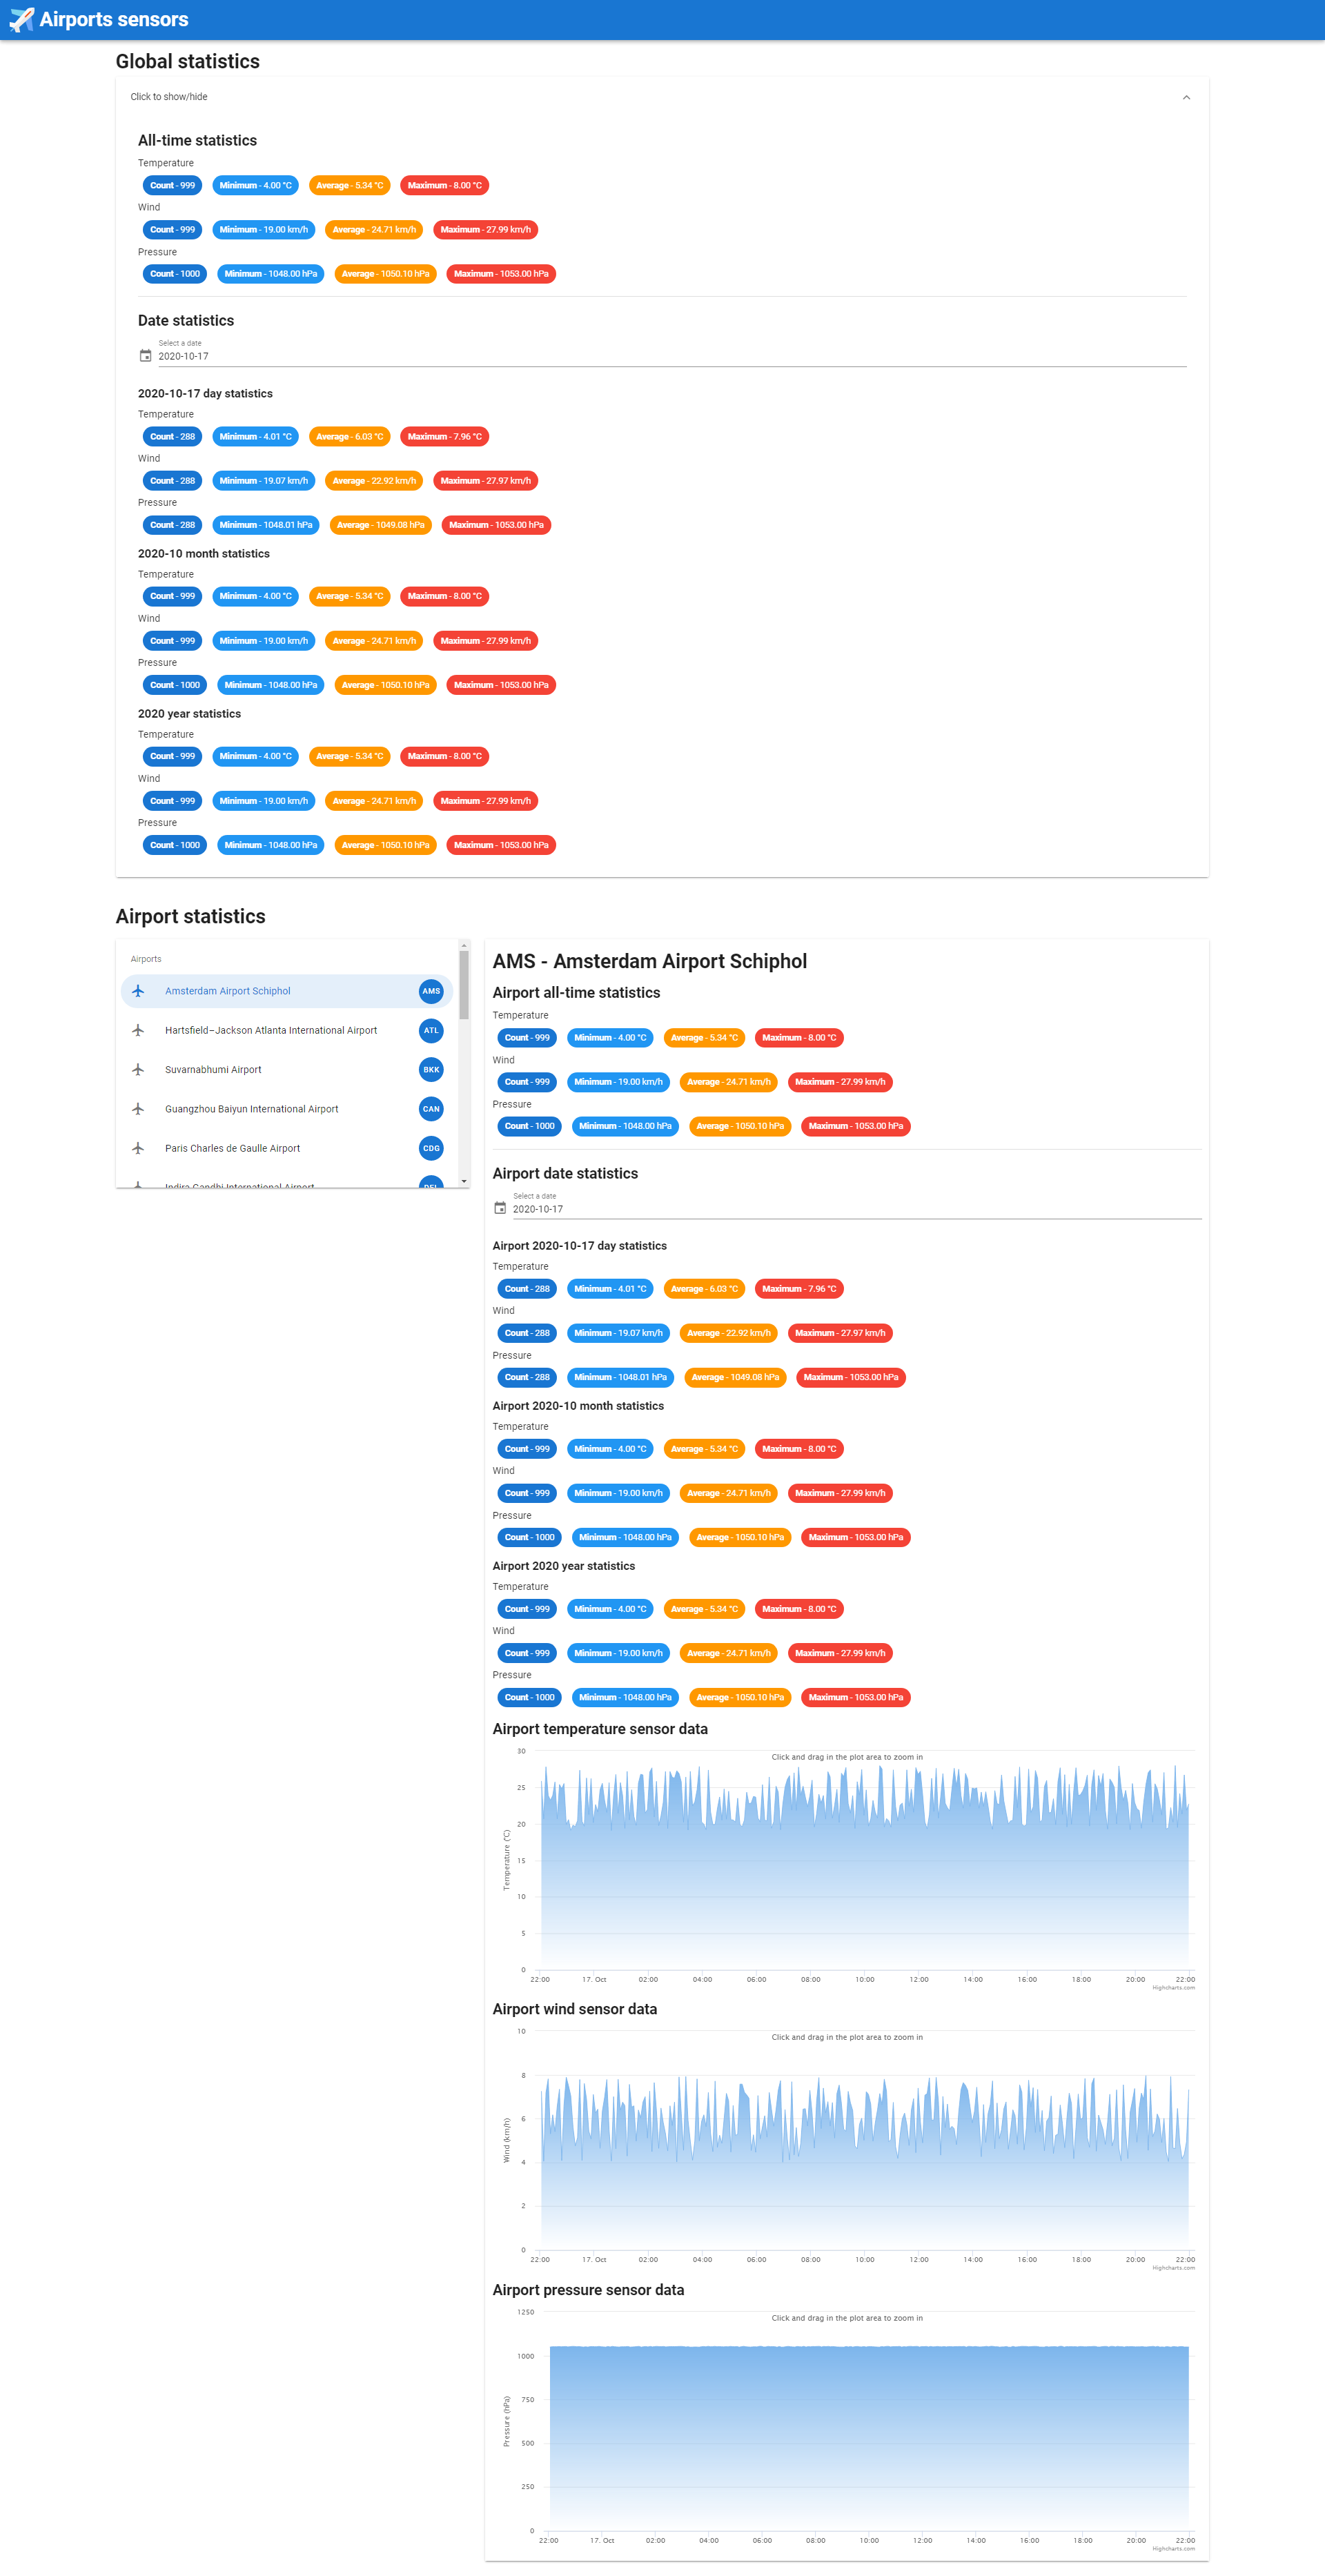 Airports sensors
Global statistics
Click to show/hide
All-time statistics
Temperature
Count - 999 Minimum - 4.00 °C Average - 5.34 °C Maximum - 8.00 °C
Wind
Count - 999 Minimum - 19.00 km/h Average - 24.71 km/h Maximum - 27.99 km/h
Pressure
Count - 1000 Minimum - 1048.00 hPa Average - 1050.10 hPa Maximum - 1053.00 hPa
Date statistics
Select a date
2020-10-17
2020-10-17 day statistics
Temperature
Count - 288 Minimum - 4.01 °C Average - 6.03 °C Maximum - 7.96 °C
Wind
Count - 288 Minimum - 19.07 km/h Average - 22.92 km/h Maximum - 27.97 km/h
Pressure
Count - 288 Minimum - 1048.01 hPa Average - 1049.08 hPa Maximum - 1053.00 hPa
2020-10 month statistics
Temperature
Count - 999 Minimum - 4.00 °C Average - 5.34 °C Maximum - 8.00 °C
Wind
Count - 999 Minimum - 19.00 km/h Average - 24.71 km/h Maximum - 27.99 km/h
Pressure
Count - 1000 Minimum - 1048.00 hPa Average - 1050.10 hPa Maximum - 1053.00 hPa
2020 year statistics
Temperature
Count - 999 Minimum - 4.00 °C Average - 5.34 °C Maximum - 8.00 °C
Wind
Count - 999 Minimum - 19.00 km/h Average - 24.71 km/h Maximum - 27.99 km/h
Pressure
Count - 1000 Minimum - 1048.00 hPa Average - 1050.10 hPa Maximum - 1053.00 hPa
Airport statistics
Airports
Amsterdam Airport Schiphol AMS
Hartsfield–Jackson Atlanta International Airport ATL
Suvarnabhumi Airport BKK
Guangzhou Baiyun International Airport CAN
Paris Charles de Gaulle Airport CDG
Indira Gandhi International Airport DEL
AMS - Amsterdam Airport Schiphol
Airport all-time statistics
Temperature
Count - 999 Minimum - 4.00 °C Average - 5.34 °C Maximum - 8.00 °C
Wind
Count - 999 Minimum - 19.00 km/h Average - 24.71 km/h Maximum - 27.99 km/h
Pressure
Count - 1000 Minimum - 1048.00 hPa Average - 1050.10 hPa Maximum - 1053.00 hPa
Airport date statistics
Select a date
2020-10-17
Airport 2020-10-17 day statistics
Temperature
Count - 288 Minimum - 4.01 °C Average - 6.03 °C Maximum - 7.96 °C
Wind
Count - 288 Minimum - 19.07 km/h Average - 22.92 km/h Maximum - 27.97 km/h
Pressure
Count - 288 Minimum - 1048.01 hPa Average - 1049.08 hPa Maximum - 1053.00 hPa
Airport 2020-10 month statistics
Temperature
Count - 999 Minimum - 4.00 °C Average - 5.34 °C Maximum - 8.00 °C
Wind
Count - 999 Minimum - 19.00 km/h Average - 24.71 km/h Maximum - 27.99 km/h
Pressure
Count - 1000 Minimum - 1048.00 hPa Average - 1050.10 hPa Maximum - 1053.00 hPa
Airport 2020 year statistics
Temperature
Count - 999 Minimum - 4.00 °C Average - 5.34 °C Maximum - 8.00 °C
Wind
Count - 999 Minimum - 19.00 km/h Average - 24.71 km/h Maximum - 27.99 km/h
Pressure
Count - 1000 Minimum - 1048.00 hPa Average - 1050.10 hPa Maximum - 1053.00 hPa
Airport temperature sensor data
Click and drag in the plot area to zoom in
Temperature (°C)
30
25
20
15
10
5
0
22:00 17. Oct 02:00 04:00 06:00 08:00 10:00 12:00 14:00 16:00 18:00 20:00 22:00
Highcharts.com
Airport wind sensor data
Click and drag in the plot area to zoom in
Wind (km/h)
10
8
6
4
2
0
22:00 17. Oct 02:00 04:00 06:00 08:00 10:00 12:00 14:00 16:00 18:00 20:00 22:00
Highcharts.com
Airport pressure sensor data
Click and drag in the plot area to zoom in
Pressure (hPa)
1250
1000
750
500
250
0
22:00 17. Oct 02:00 04:00 06:00 08:00 10:00 12:00 14:00 16:00 18:00 20:00 22:00
Highcharts.com